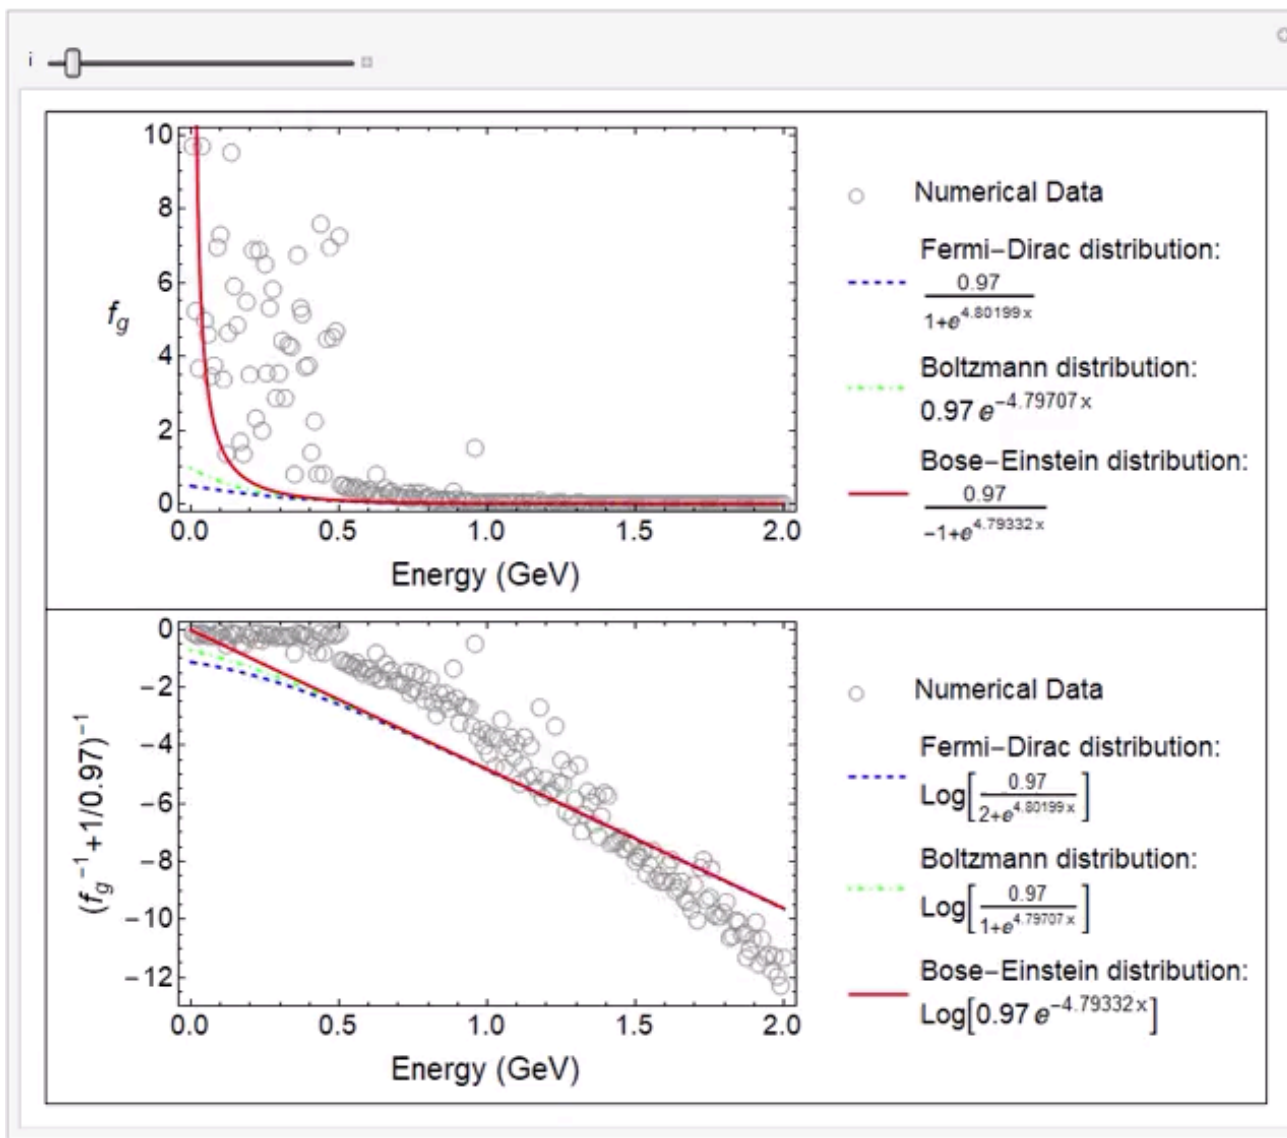 i
10
8
6
4
2
0
f_g
0.0 0.5 1.0 1.5 2.0
Energy (GeV)
Numerical Data
Fermi−Dirac distribution:
0.97
1+e^4.80199x
Boltzmann distribution:
0.97 e^−4.79707x
Bose−Einstein distribution:
0.97
−1+e^4.79332x
0
−2
−4
−6
−8
−10
−12
(f_g^−1+1/0.97)^−1
0.0 0.5 1.0 1.5 2.0
Energy (GeV)
Numerical Data
Fermi−Dirac distribution:
Log[0.97/(2+e^4.80199x)]
Boltzmann distribution:
Log[0.97/(1+e^4.79707x)]
Bose−Einstein distribution:
Log[0.97 e^−4.79332x]